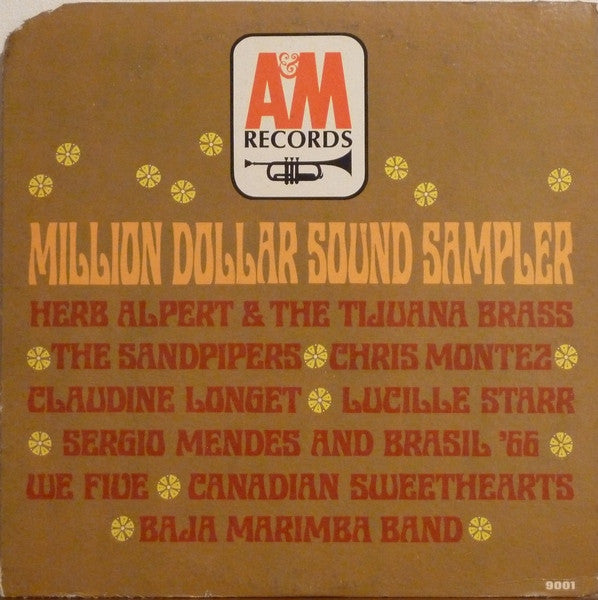 A&M
RECORDS
MILLION DOLLAR SOUND SAMPLER
HERB ALPERT & THE TIJUANA BRASS
THE SANDPIPERS CHRIS MONTEZ
CLAUDINE LONGET LUCILLE STARR
SERGIO MENDES AND BRASIL '66
WE FIVE CANADIAN SWEETHEARTS
BAJA MARIMBA BAND
9001